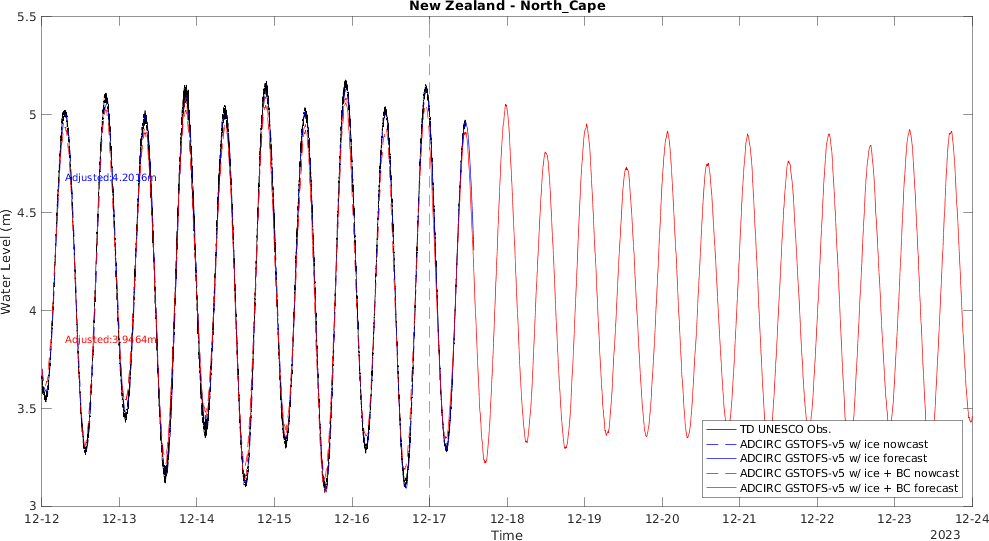 New Zealand - North_Cape
5.5
5
4.5
4
3.5
3
Water Level (m)
Adjusted:4.2016m
Adjusted:3.9464m
TD UNESCO Obs.
ADCIRC GSTOFS-v5 w/ ice nowcast
ADCIRC GSTOFS-v5 w/ ice forecast
ADCIRC GSTOFS-v5 w/ ice + BC nowcast
ADCIRC GSTOFS-v5 w/ ice + BC forecast
12-12 12-13 12-14 12-15 12-16 12-17 12-18 12-19 12-20 12-21 12-22 12-23 12-24
Time
2023